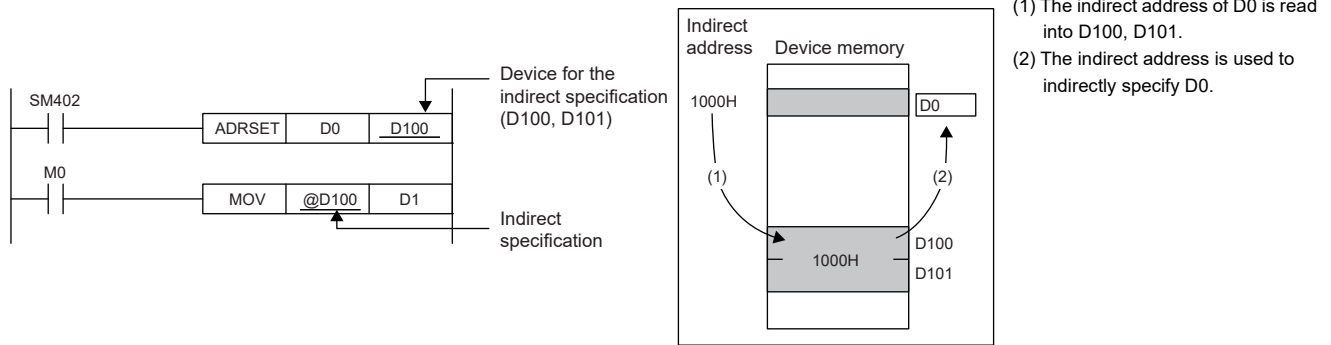 SM402
ADRSET D0 D100
M0
MOV @D100 D1
Device for the
indirect specification
(D100, D101)
Indirect
specification
Indirect
address
Device memory
1000H
D0
(1)
(2)
1000H
D100
D101
(1) The indirect address of D0 is read
into D100, D101.
(2) The indirect address is used to
indirectly specify D0.